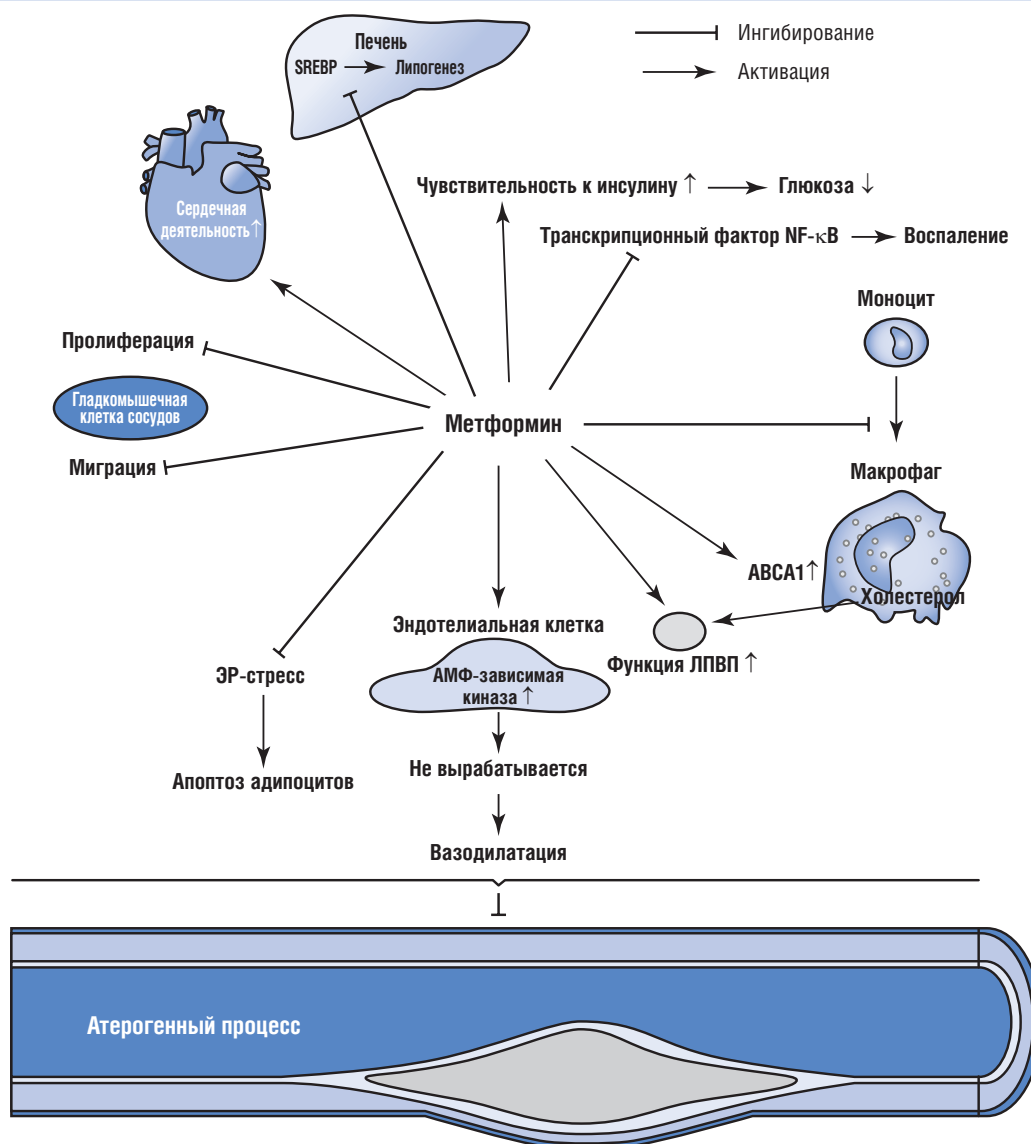 Печень
SREBP → Липогенез
Ингибирование
Активация
Чувствительность к инсулину ↑ → Глюкоза ↓
Сердечная
деятельность ↑
Транскрипционный фактор NF-κB → Воспаление
Моноцит
Пролиферация
Гладкомышечная
клетка сосудов
Миграция
Метформин
Макрофаг
ABCA1 ↑
Холестерол
Эндотелиальная клетка
Функция ЛПВП ↑
АМФ-зависимая
киназа ↑
ЭР-стресс
Апоптоз адипоцитов
Не вырабатывается
Вазодилатация
Атерогенный процесс